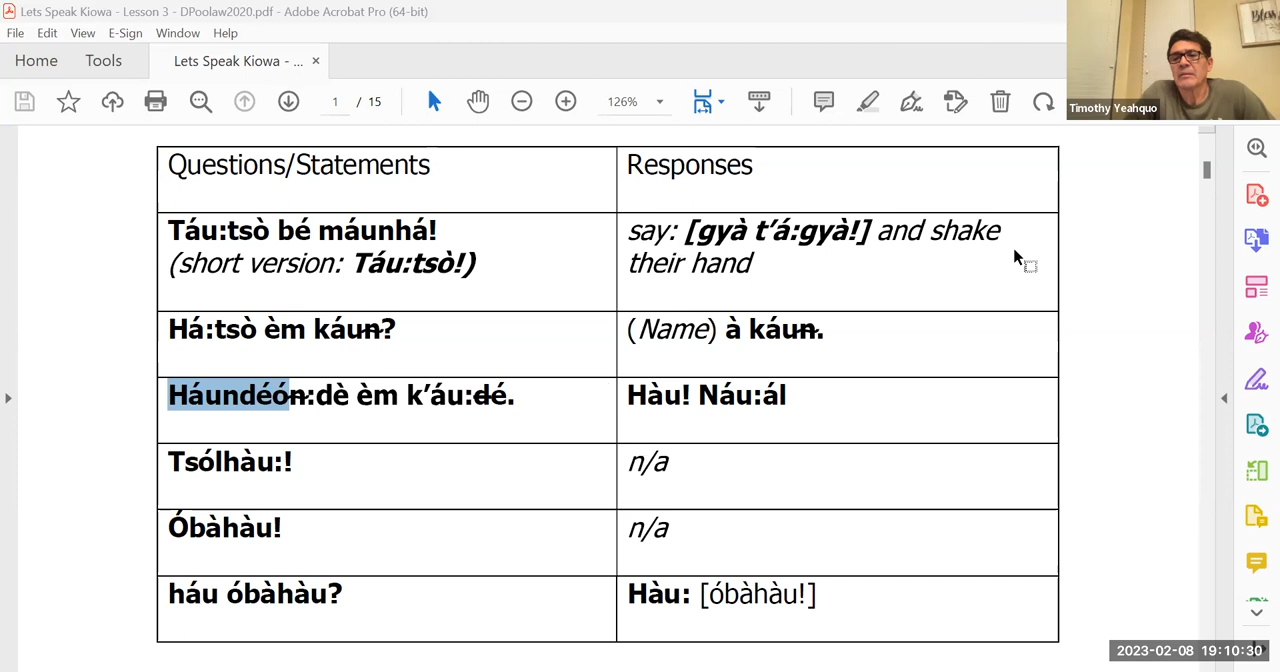 Lets Speak Kiowa - Lesson 3 - DPoolaw2020.pdf - Adobe Acrobat Pro (64-bit)
File Edit View E-Sign Window Help
Home Tools Lets Speak Kiowa - ... ×
1 / 15 126%
Timothy Yeahquo
Questions/Statements Responses
Táu:tsò bé máunhá! say: [gyà t’á:gyà!] and shake
(short version: Táu:tsò!) their hand
Há:tsò èm káun? (Name) à káun.
Háundéón:dè èm k’áu:dé. Hàu! Náu:ál
Tsólhàu:! n/a
Óbàhàu! n/a
háu óbàhàu? Hàu: [óbàhàu!]
2023-02-08 19:10:30